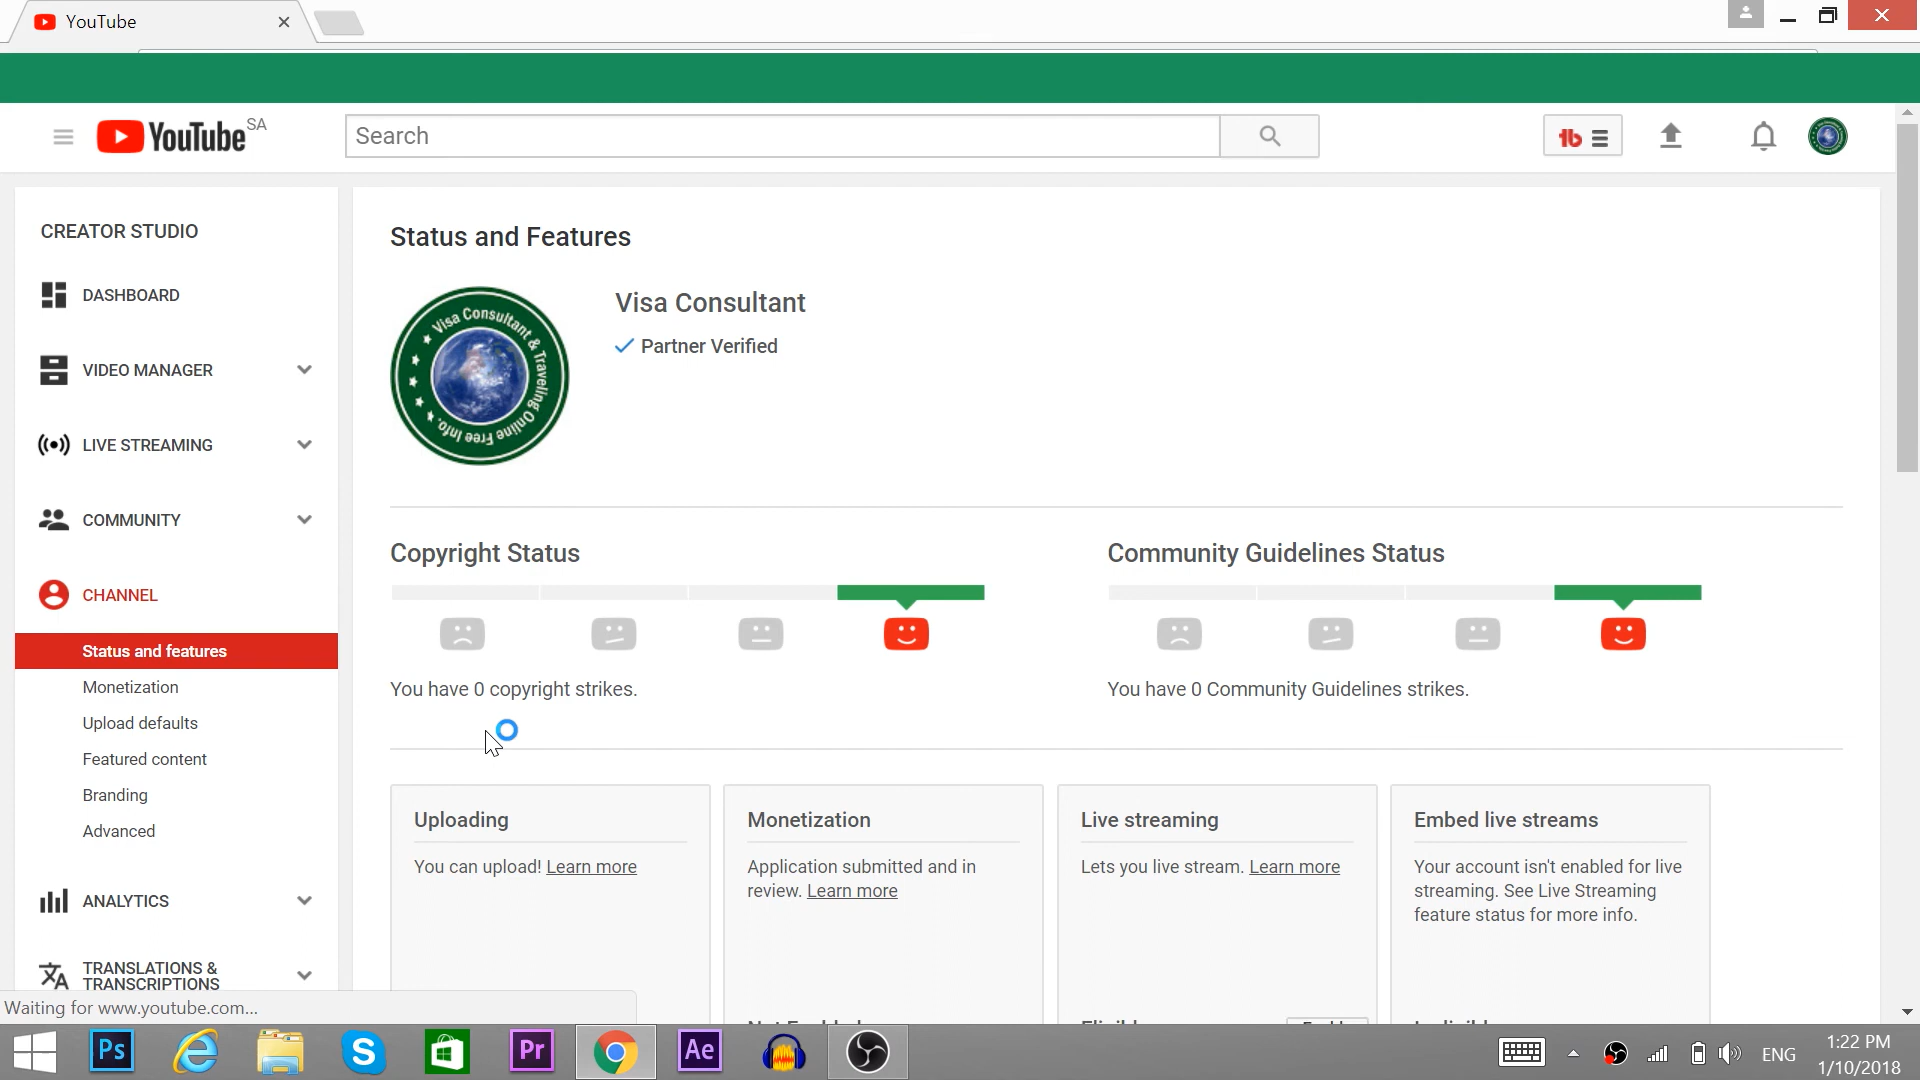 YouTube
YouTube SA
Search
CREATOR STUDIO
DASHBOARD
VIDEO MANAGER
LIVE STREAMING
COMMUNITY
CHANNEL
Status and features
Monetization
Upload defaults
Featured content
Branding
Advanced
ANALYTICS
TRANSLATIONS &
TRANSCRIPTIONS
Status and Features
Visa Consultant & Traveling Online Free Info.
Visa Consultant
Partner Verified
Copyright Status
You have 0 copyright strikes.
Community Guidelines Status
You have 0 Community Guidelines strikes.
Uploading
You can upload! Learn more
Monetization
Application submitted and in
review. Learn more
Live streaming
Lets you live stream. Learn more
Embed live streams
Your account isn't enabled for live
streaming. See Live Streaming
feature status for more info.
Waiting for www.youtube.com...
Ps
Pr
Ae
ENG
1:22 PM
1/10/2018